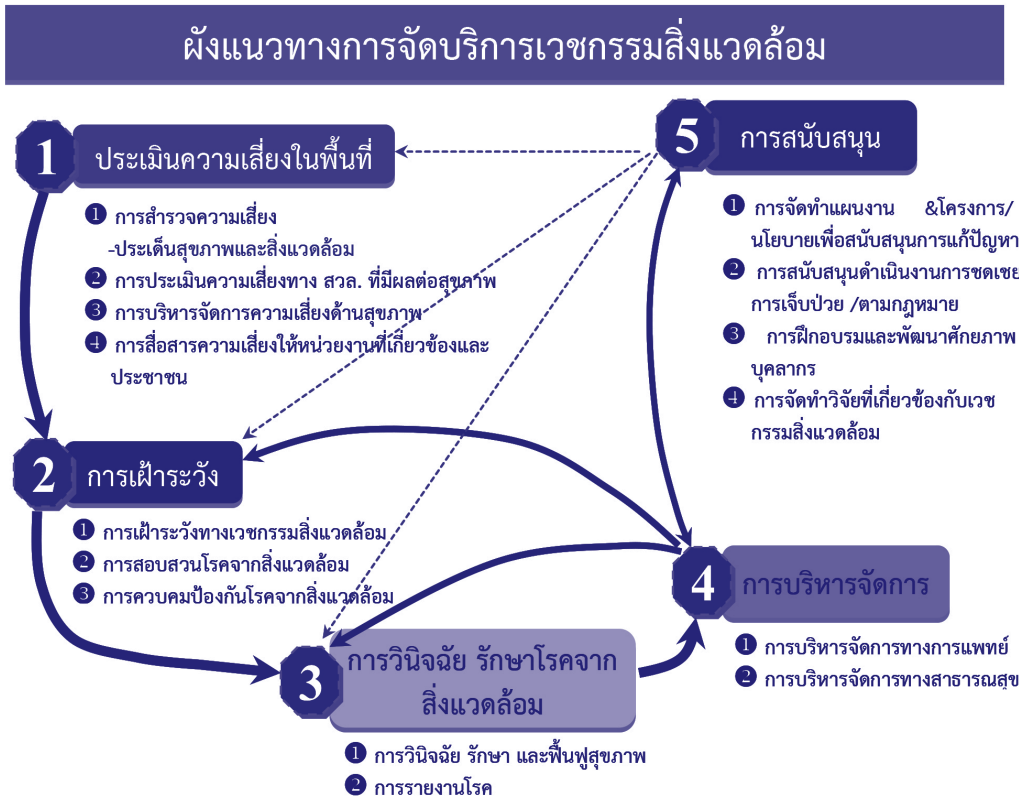 ผังแนวทางการจัดบริการเวชกรรมสิ่งแวดล้อม
1 ประเมินความเสี่ยงในพื้นที่
❶ การสำรวจความเสี่ยง
-ประเด็นสุขภาพและสิ่งแวดล้อม
❷ การประเมินความเสี่ยงทาง สวล. ที่มีผลต่อสุขภาพ
❸ การบริหารจัดการความเสี่ยงด้านสุขภาพ
❹ การสื่อสารความเสี่ยงให้หน่วยงานที่เกี่ยวข้องและ
ประชาชน
2 การเฝ้าระวัง
❶ การเฝ้าระวังทางเวชกรรมสิ่งแวดล้อม
❷ การสอบสวนโรคจากสิ่งแวดล้อม
❸ การควบคมป้องกันโรคจากสิ่งแวดล้อม
3 การวินิจฉัย รักษาโรคจาก
สิ่งแวดล้อม
❶ การวินิจฉัย รักษา และฟื้นฟูสุขภาพ
❷ การรายงานโรค
4 การบริหารจัดการ
❶ การบริหารจัดการทางการแพทย์
❷ การบริหารจัดการทางสาธารณสุข
5 การสนับสนุน
❶ การจัดทำแผนงาน &โครงการ/
นโยบายเพื่อสนับสนุนการแก้ปัญหา
❷ การสนับสนุนดำเนินงานการชดเชย
การเจ็บป่วย /ตามกฎหมาย
❸ การฝึกอบรมและพัฒนาศักยภาพ
บุคลากร
❹ การจัดทำวิจัยที่เกี่ยวข้องกับเวช
กรรมสิ่งแวดล้อม